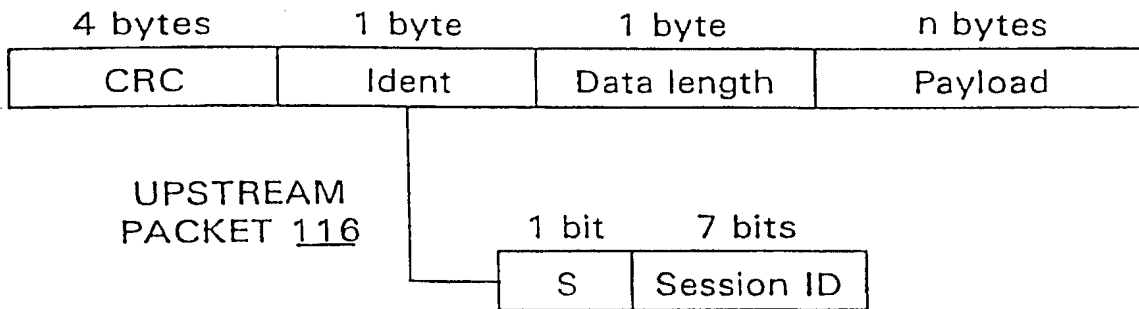 4 bytes 1 byte 1 byte n bytes
CRC Ident Data length Payload
UPSTREAM
PACKET 116
1 bit 7 bits
S Session ID